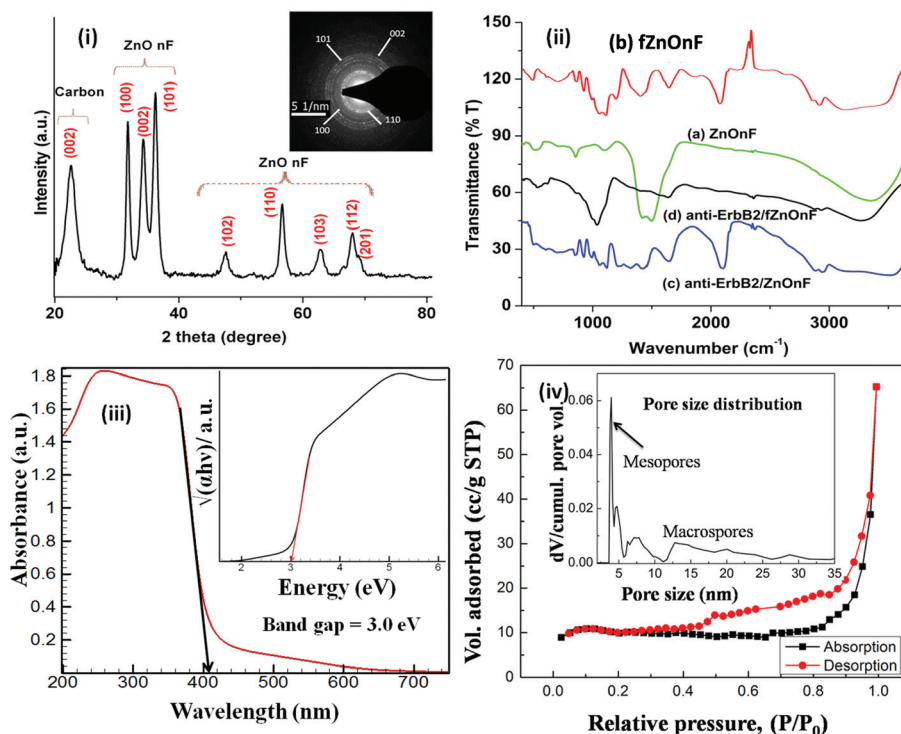 (i)
ZnO nF
Carbon
(002)
(100)
(002)
(101)
101
002
5 1/nm
100
110
ZnO nF
(102)
(110)
(103)
(112)
(201)
Intensity (a.u.)
20 30 40 50 60 70 80
2 theta (degree)
(ii)
(b) fZnOnF
(a) ZnOnF
(d) anti-ErbB2/fZnOnF
(c) anti-ErbB2/ZnOnF
Transmittance (% T)
150
120
90
60
30
0
1000 2000 3000
Wavenumber (cm-1)
(iii)
Absorbance (a.u.)
1.8
1.6
1.4
1.2
1.0
0.8
0.6
0.4
0.2
√(αhν)/ a.u.
2 3 4 5 6
Energy (eV)
Band gap = 3.0 eV
200 300 400 500 600 700
Wavelength (nm)
(iv)
Vol. adsorbed (cc/g STP)
70
65
60
50
40
30
20
10
0
dV/cumul. pore vol.
0.06
0.04
0.02
0.00
Pore size distribution
Mesopores
Macrospores
5 10 15 20 25 30 35
Pore size (nm)
Absorption
Desorption
0.0 0.2 0.4 0.6 0.8 1.0
Relative pressure, (P/P0)